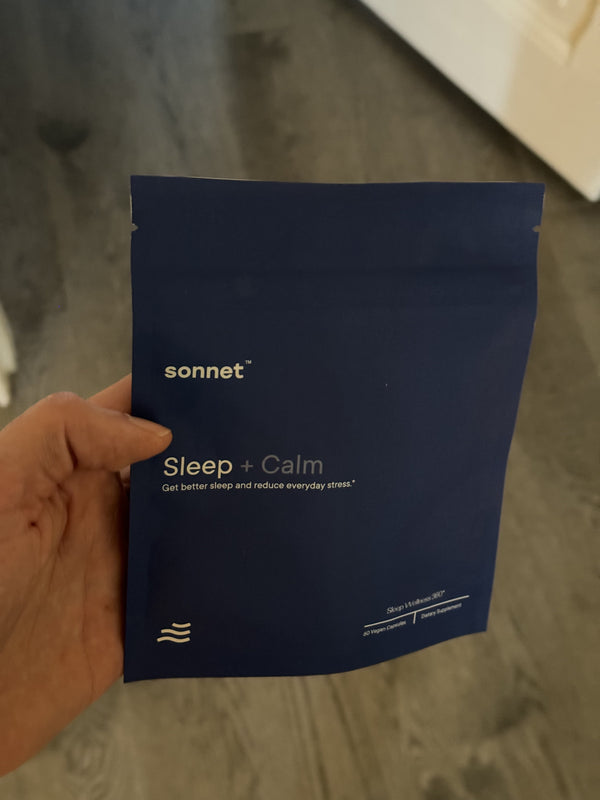 sonnet™
Sleep + Calm
Get better sleep and reduce everyday stress.*
Sleep Wellness 360°
60 Vegan Capsules
Dietary Supplement